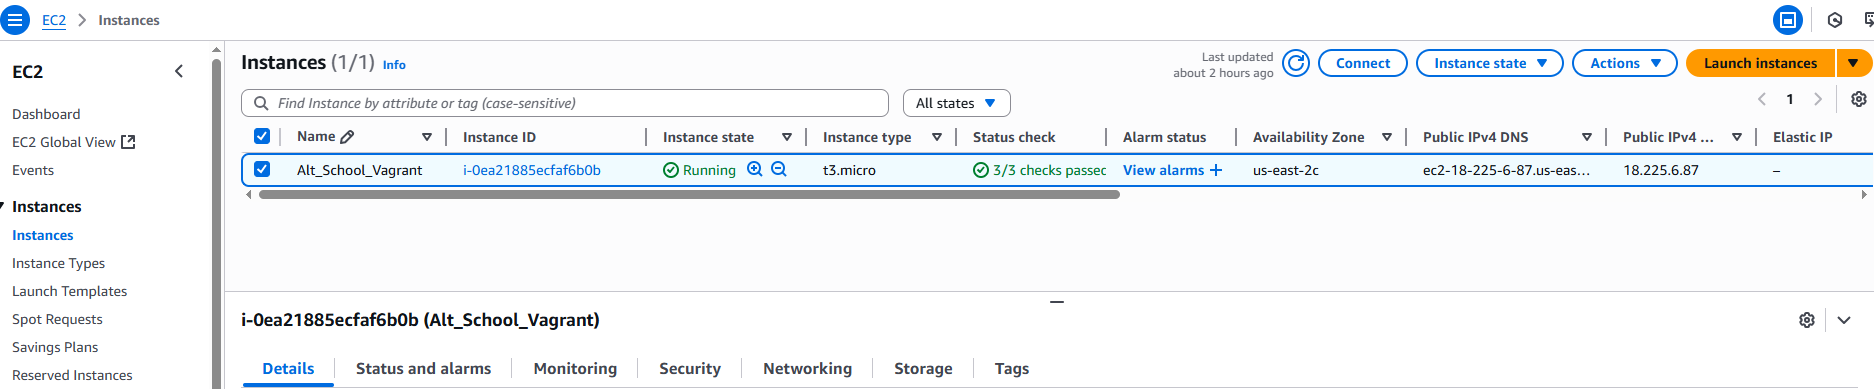 EC2 Instances
EC2
Dashboard
EC2 Global View
Events
Instances
Instances
Instance Types
Launch Templates
Spot Requests
Savings Plans
Reserved Instances
Instances (1/1) Info
Last updated
about 2 hours ago
Connect
Instance state
Actions
Launch instances
Find Instance by attribute or tag (case-sensitive)
All states
1
Name Instance ID Instance state Instance type Status check Alarm status Availability Zone Public IPv4 DNS Public IPv4 ... Elastic IP
Alt_School_Vagrant i-0ea21885ecfaf6b0b Running t3.micro 3/3 checks passed View alarms + us-east-2c ec2-18-225-6-87.us-eas... 18.225.6.87 –
i-0ea21885ecfaf6b0b (Alt_School_Vagrant)
Details Status and alarms Monitoring Security Networking Storage Tags